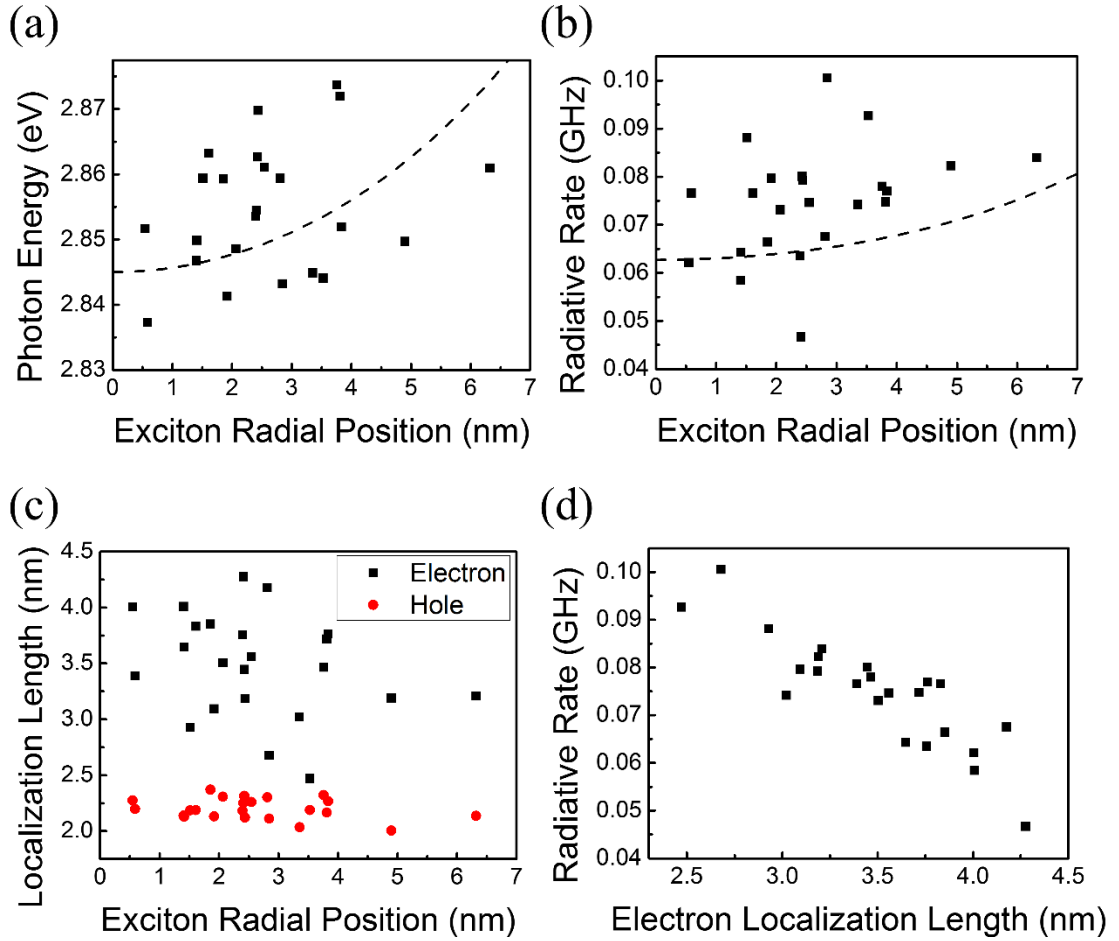 (a)
Photon Energy (eV)
2.87
2.86
2.85
2.84
2.83
0 1 2 3 4 5 6 7
Exciton Radial Position (nm)
(b)
Radiative Rate (GHz)
0.10
0.09
0.08
0.07
0.06
0.05
0.04
0 1 2 3 4 5 6 7
Exciton Radial Position (nm)
(c)
Localization Length (nm)
4.5
4.0
3.5
3.0
2.5
2.0
Electron
Hole
0 1 2 3 4 5 6 7
Exciton Radial Position (nm)
(d)
Radiative Rate (GHz)
0.10
0.09
0.08
0.07
0.06
0.05
0.04
2.5 3.0 3.5 4.0 4.5
Electron Localization Length (nm)